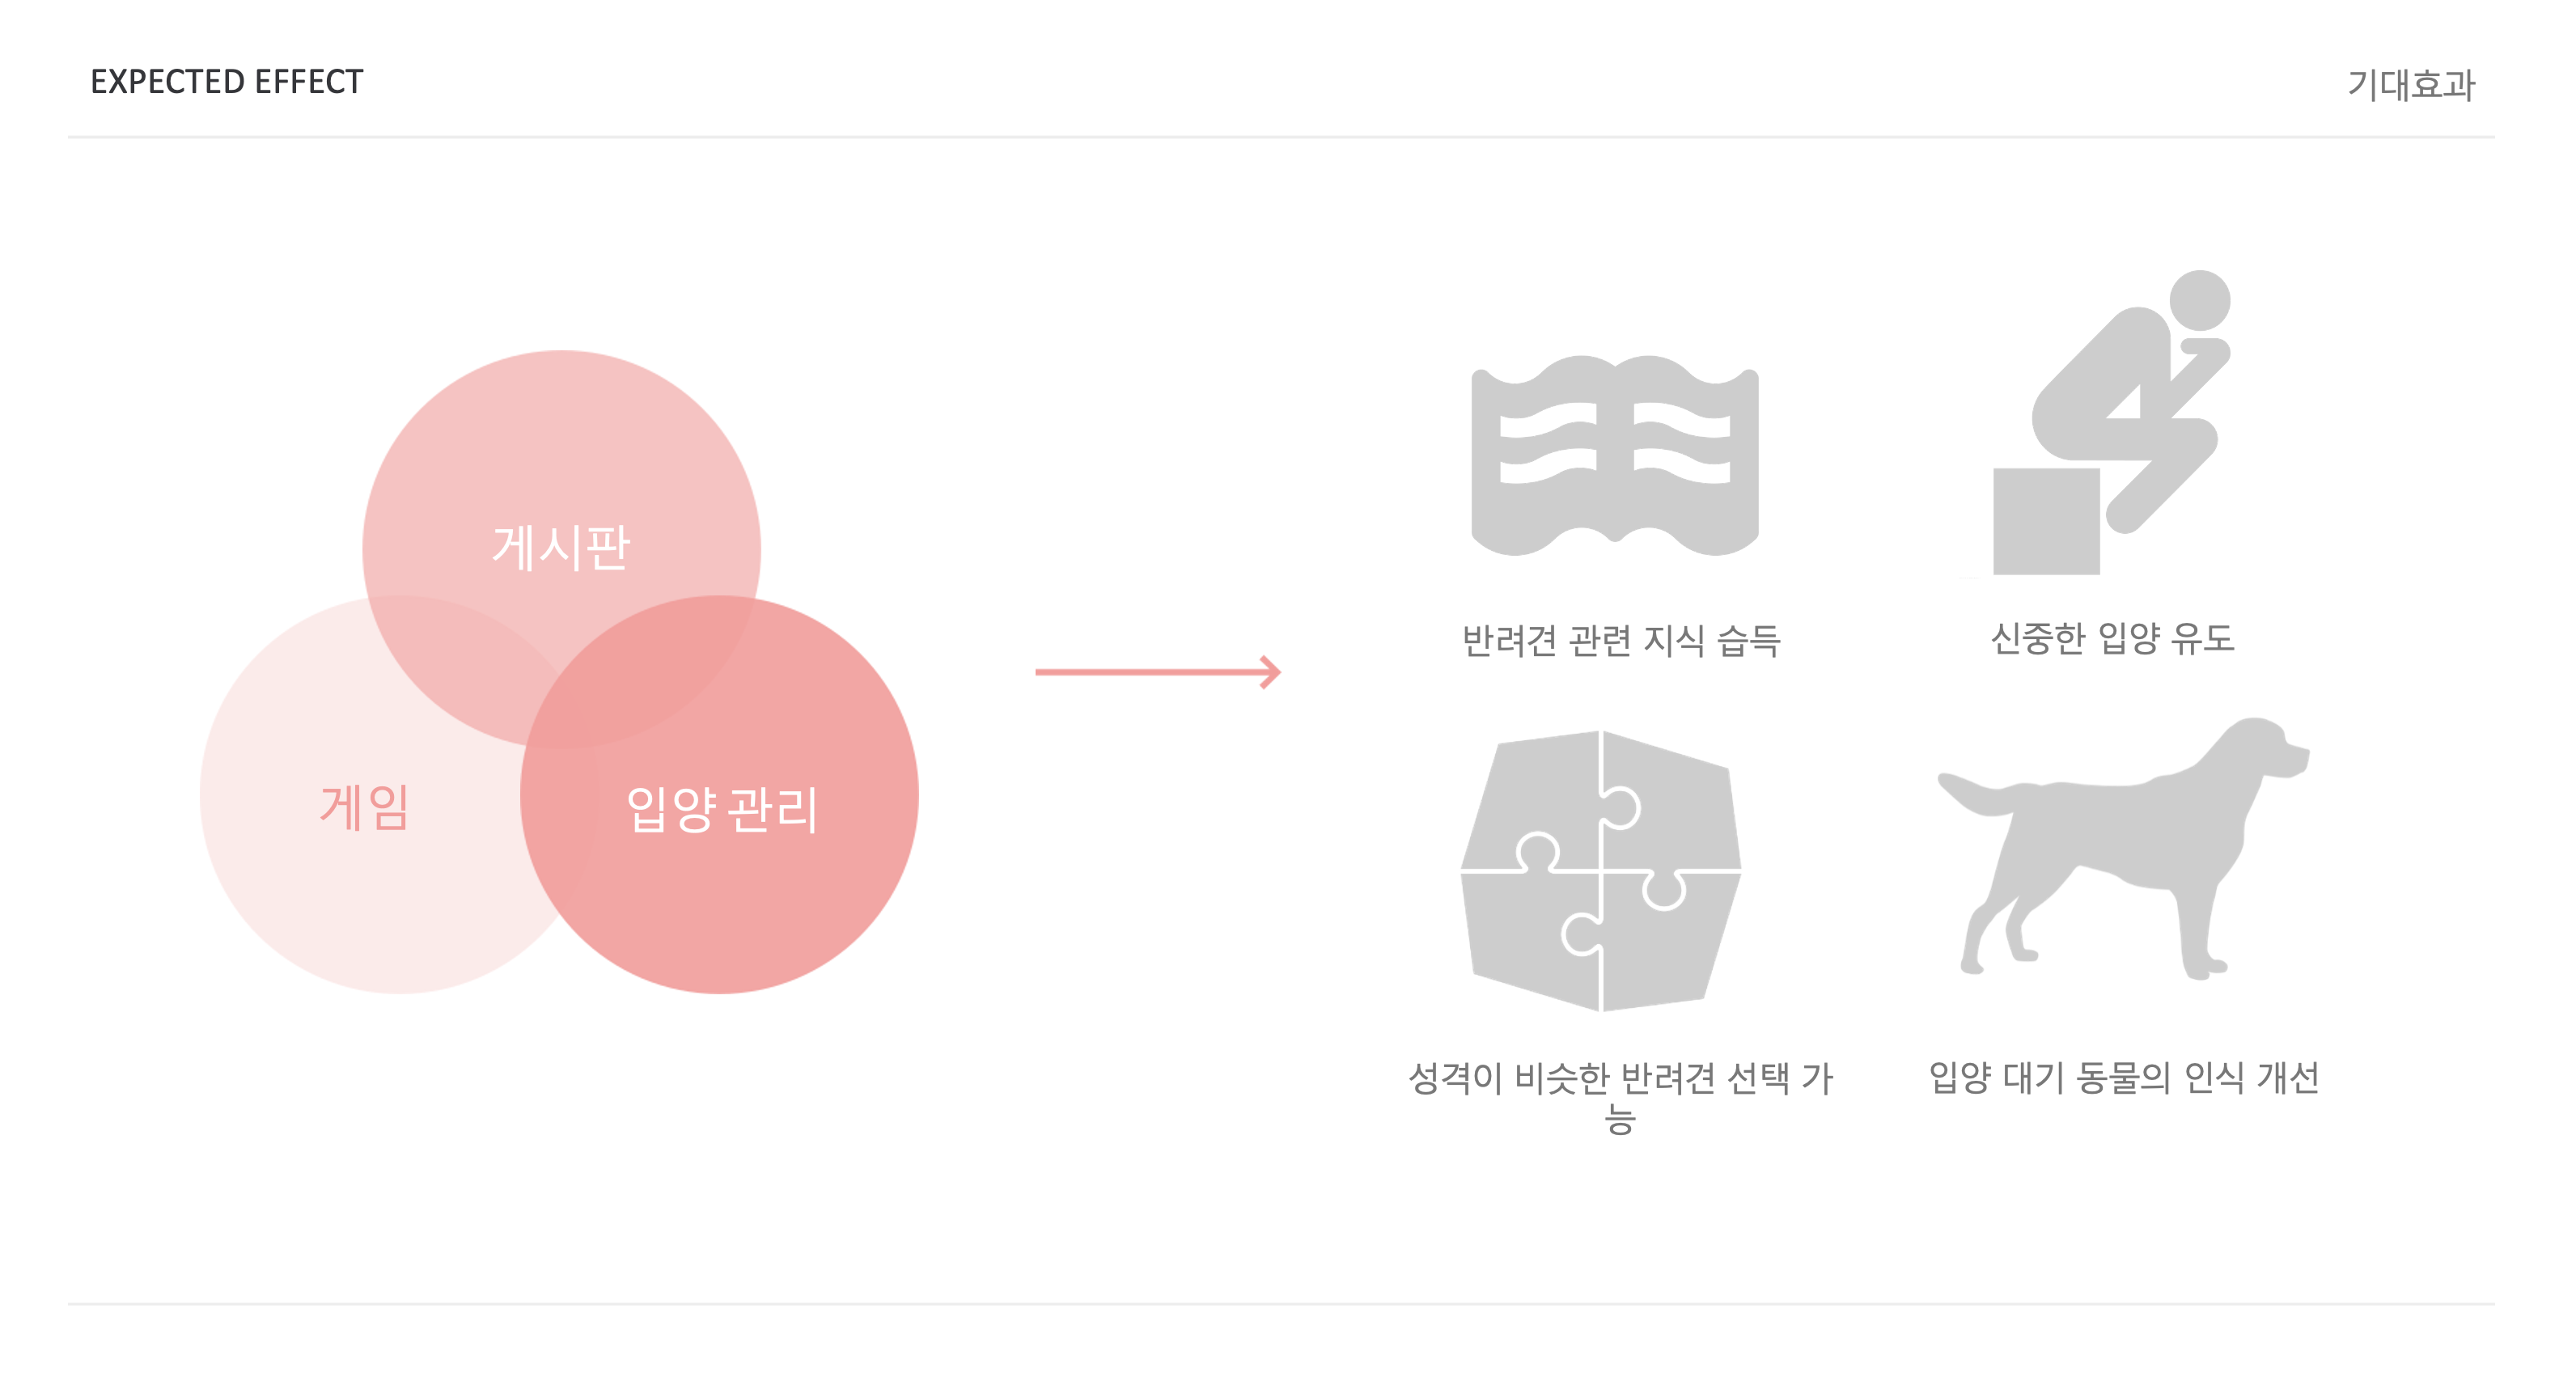 EXPECTED EFFECT
기대효과
게시판
게임
입양 관리
반려견 관련 지식 습득
신중한 입양 유도
성격이 비슷한 반려견 선택 가
능
입양 대기 동물의 인식 개선